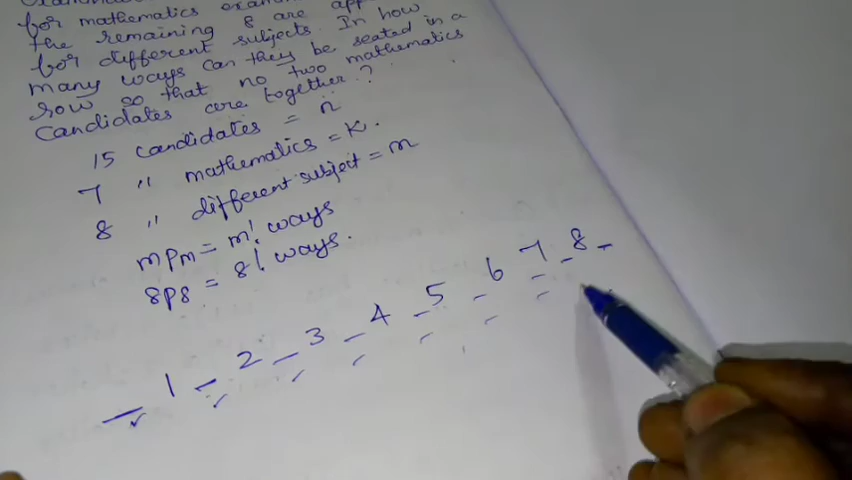 for mathematics
the remaining 8 are
for different subjects. In how
many ways can they be seated in a
row so that no two mathematics
Candidates are together?
15 candidates = n
7 " mathematics = K.
8 " different subject = m
mPm = m! ways
8P8 = 8! ways.
_ 1 _ 2 _ 3 _ 4 _ 5 _ 6 _ 7 _ 8 _